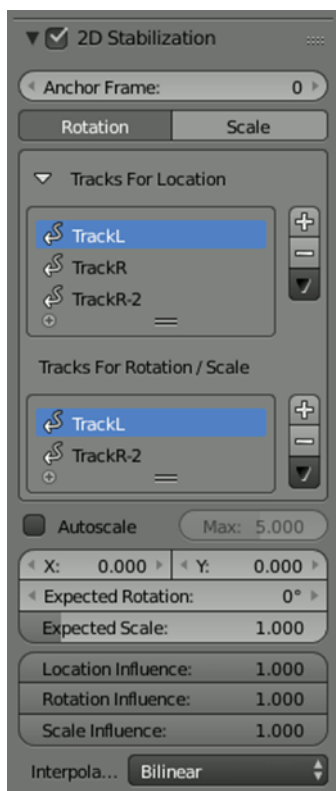 2D Stabilization
Anchor Frame: 0
Rotation Scale
Tracks For Location
TrackL
TrackR
TrackR-2
Tracks For Rotation / Scale
TrackL
TrackR-2
Autoscale Max: 5.000
X: 0.000 Y: 0.000
Expected Rotation: 0°
Expected Scale: 1.000
Location Influence: 1.000
Rotation Influence: 1.000
Scale Influence: 1.000
Interpola... Bilinear